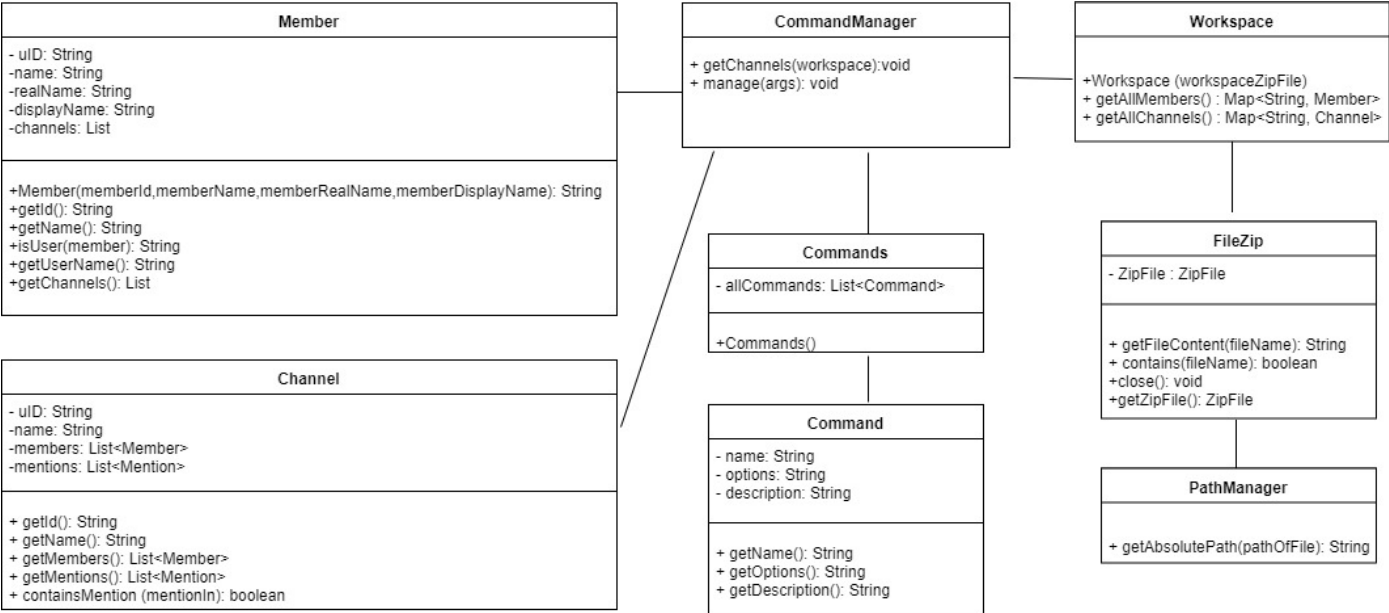 Member
- uID: String
-name: String
-realName: String
-displayName: String
-channels: List
+Member(memberId,memberName,memberRealName,memberDisplayName): String
+getId(): String
+getName(): String
+isUser(member): String
+getUserName(): String
+getChannels(): List
Channel
- uID: String
-name: String
-members: List<Member>
-mentions: List<Mention>
+ getId(): String
+ getName(): String
+ getMembers(): List<Member>
+ getMentions(): List<Mention>
+ containsMention (mentionIn): boolean
CommandManager
+ getChannels(workspace):void
+ manage(args): void
Commands
- allCommands: List<Command>
+Commands()
Command
- name: String
- options: String
- description: String
+ getName(): String
+ getOptions(): String
+ getDescription(): String
Workspace
+Workspace (workspaceZipFile)
+ getAllMembers() : Map<String, Member>
+ getAllChannels() : Map<String, Channel>
FileZip
- ZipFile : ZipFile
+ getFileContent(fileName): String
+ contains(fileName): boolean
+close(): void
+getZipFile(): ZipFile
PathManager
+ getAbsolutePath(pathOfFile): String